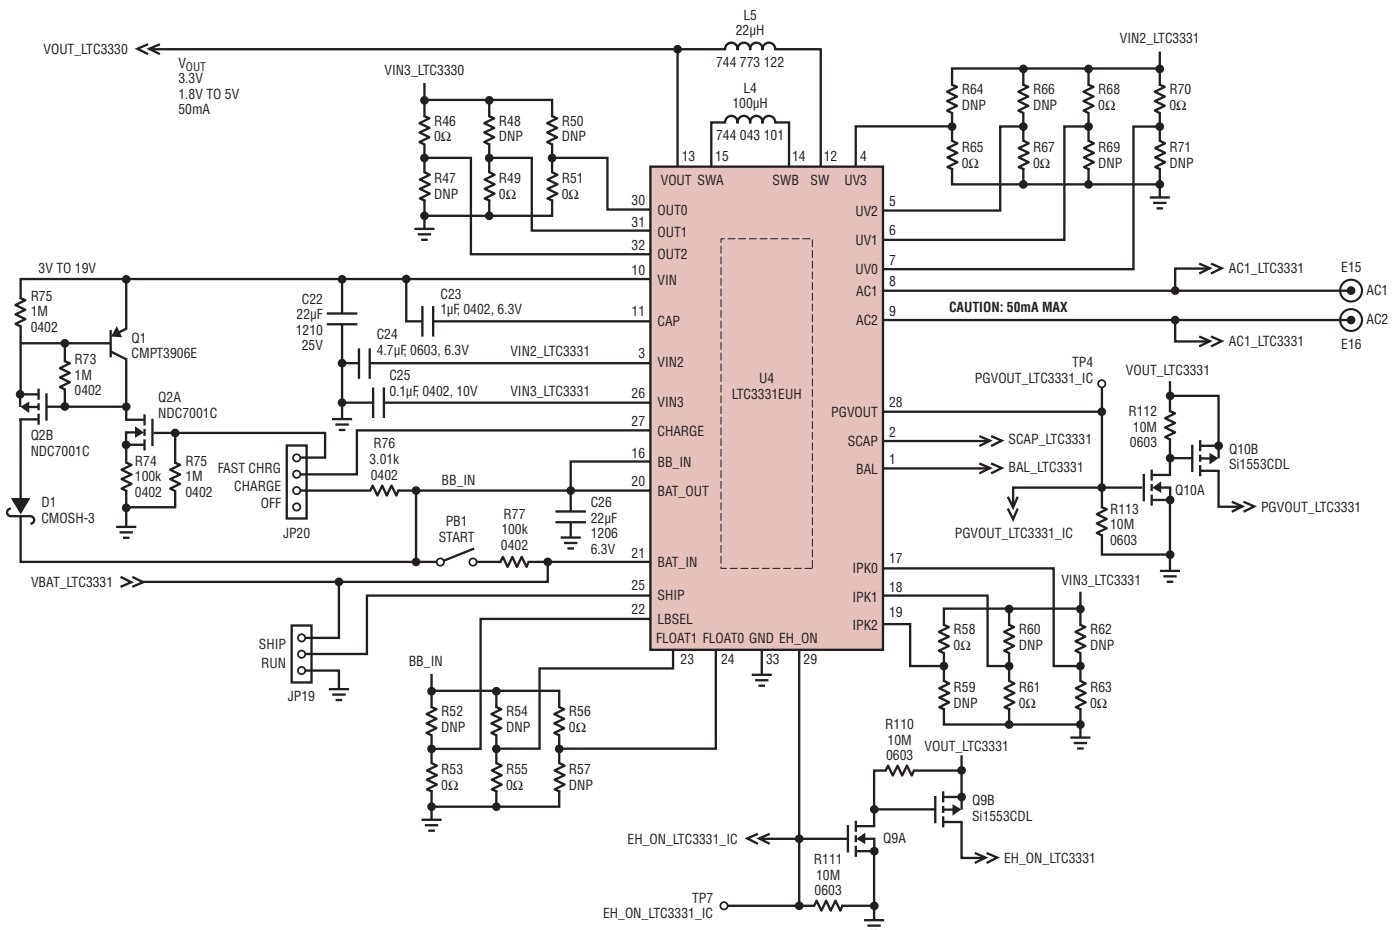 L5
22µH
744 773 122
L4
100µH
744 043 101
VOUT_LTC3330
VOUT
3.3V
1.8V TO 5V
50mA
VIN3_LTC3330
R46
0Ω
R48
DNP
R50
DNP
R47
DNP
R49
0Ω
R51
0Ω
VIN2_LTC3331
R64
DNP
R66
DNP
R68
0Ω
R70
0Ω
R65
0Ω
R67
0Ω
R69
DNP
R71
DNP
13
15
14
12
4
VOUT
SWA
SWB
SW
UV3
30
OUT0
31
OUT1
32
OUT2
10
VIN
11
CAP
3
VIN2
26
VIN3
27
CHARGE
16
BB_IN
20
BAT_OUT
21
BAT_IN
25
SHIP
22
LBSEL
FLOAT1
FLOAT0
GND
EH_ON
23
24
33
29
U4
LTC3331EUH
5
UV2
6
UV1
7
UV0
8
AC1
9
AC2
28
PGVOUT
2
SCAP
1
BAL
17
IPK0
18
IPK1
19
IPK2
AC1_LTC3331
E15
AC1
CAUTION: 50mA MAX
AC2
AC1_LTC3331
E16
3V TO 19V
R75
1M
0402
Q1
CMPT3906E
R73
1M
0402
Q2A
NDC7001C
Q2B
NDC7001C
R74
100k
0402
R75
1M
0402
D1
CMOSH-3
FAST CHRG
CHARGE
OFF
JP20
C22
22µF
1210
25V
C23
1µF, 0402, 6.3V
C24
4.7µF, 0603, 6.3V
VIN2_LTC3331
C25
0.1µF, 0402, 10V
VIN3_LTC3331
R76
3.01k
0402
BB_IN
C26
22µF
1206
6.3V
PB1
START
R77
100k
0402
VBAT_LTC3331
SHIP
RUN
JP19
BB_IN
R52
DNP
R54
DNP
R56
0Ω
R53
0Ω
R55
0Ω
R57
DNP
TP4
PGVOUT_LTC3331_IC
VOUT_LTC3331
R112
10M
0603
Q10B
Si1553CDL
SCAP_LTC3331
BAL_LTC3331
Q10A
PGVOUT_LTC3331
PGVOUT_LTC3331_IC
R113
10M
0603
VIN3_LTC3331
R58
0Ω
R60
DNP
R62
DNP
R59
DNP
R61
0Ω
R63
0Ω
R110
10M
0603
VOUT_LTC3331
Q9B
Si1553CDL
EH_ON_LTC3331_IC
Q9A
EH_ON_LTC3331
R111
10M
0603
TP7
EH_ON_LTC3331_IC